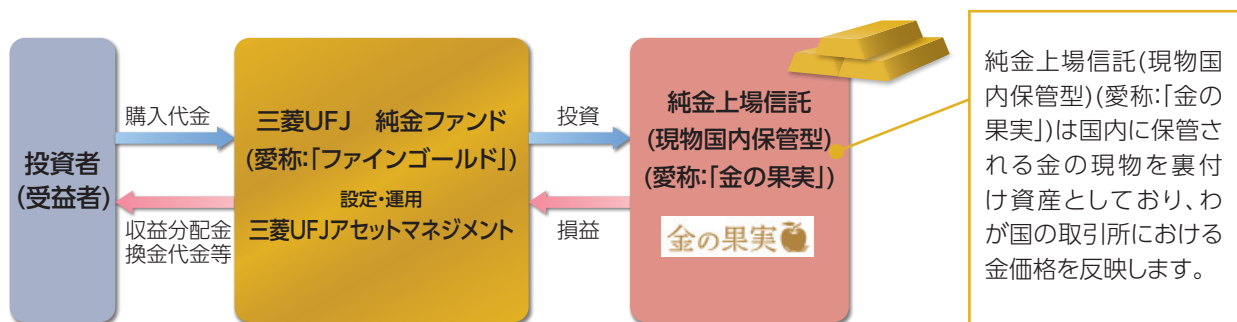 投資者
(受益者)
購入代金
収益分配金
換金代金等
三菱UFJ　純金ファンド
(愛称:「ファインゴールド」)
設定・運用
三菱UFJアセットマネジメント
投資
損益
純金上場信託
(現物国内保管型)
(愛称:「金の果実」)
金の果実
純金上場信託(現物国
内保管型)(愛称:「金の
果実」)は国内に保管さ
れる金の現物を裏付
け資産としており、わ
が国の取引所における
金価格を反映します。